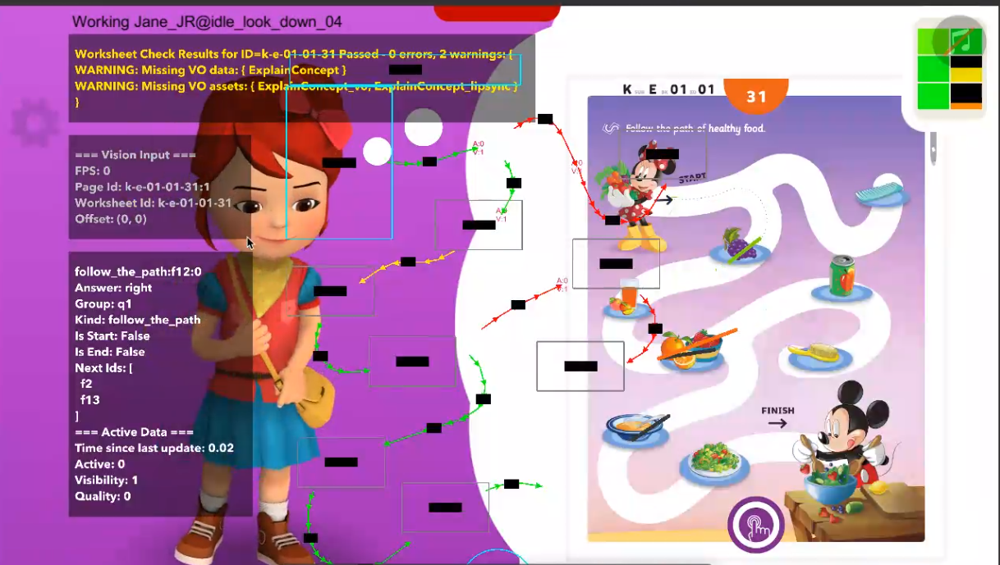 Working Jane_JR@idle_look_down_04
Worksheet Check Results for ID=k-e-01-01-31 Passed - 0 errors, 2 warnings: {
WARNING: Missing VO data: { ExplainConcept }
WARNING: Missing VO assets: { ExplainConcept_vo, ExplainConcept_lipsync }
}
=== Vision Input ===
FPS: 0
Page Id: k-e-01-01-31:1
Worksheet Id: k-e-01-01-31
Offset: (0, 0)
follow_the_path:f12:0
Answer: right
Group: q1
Kind: follow_the_path
Is Start: False
Is End: False
Next Ids: [
f2
f13
]
=== Active Data ===
Time since last update: 0.02
Active: 0
Visibility: 1
Quality: 0
A:0
V:1
A:0
V:1
A:0
V:1
A:0
V:1
K E 01 01
31
Follow the path of healthy food.
START
FINISH